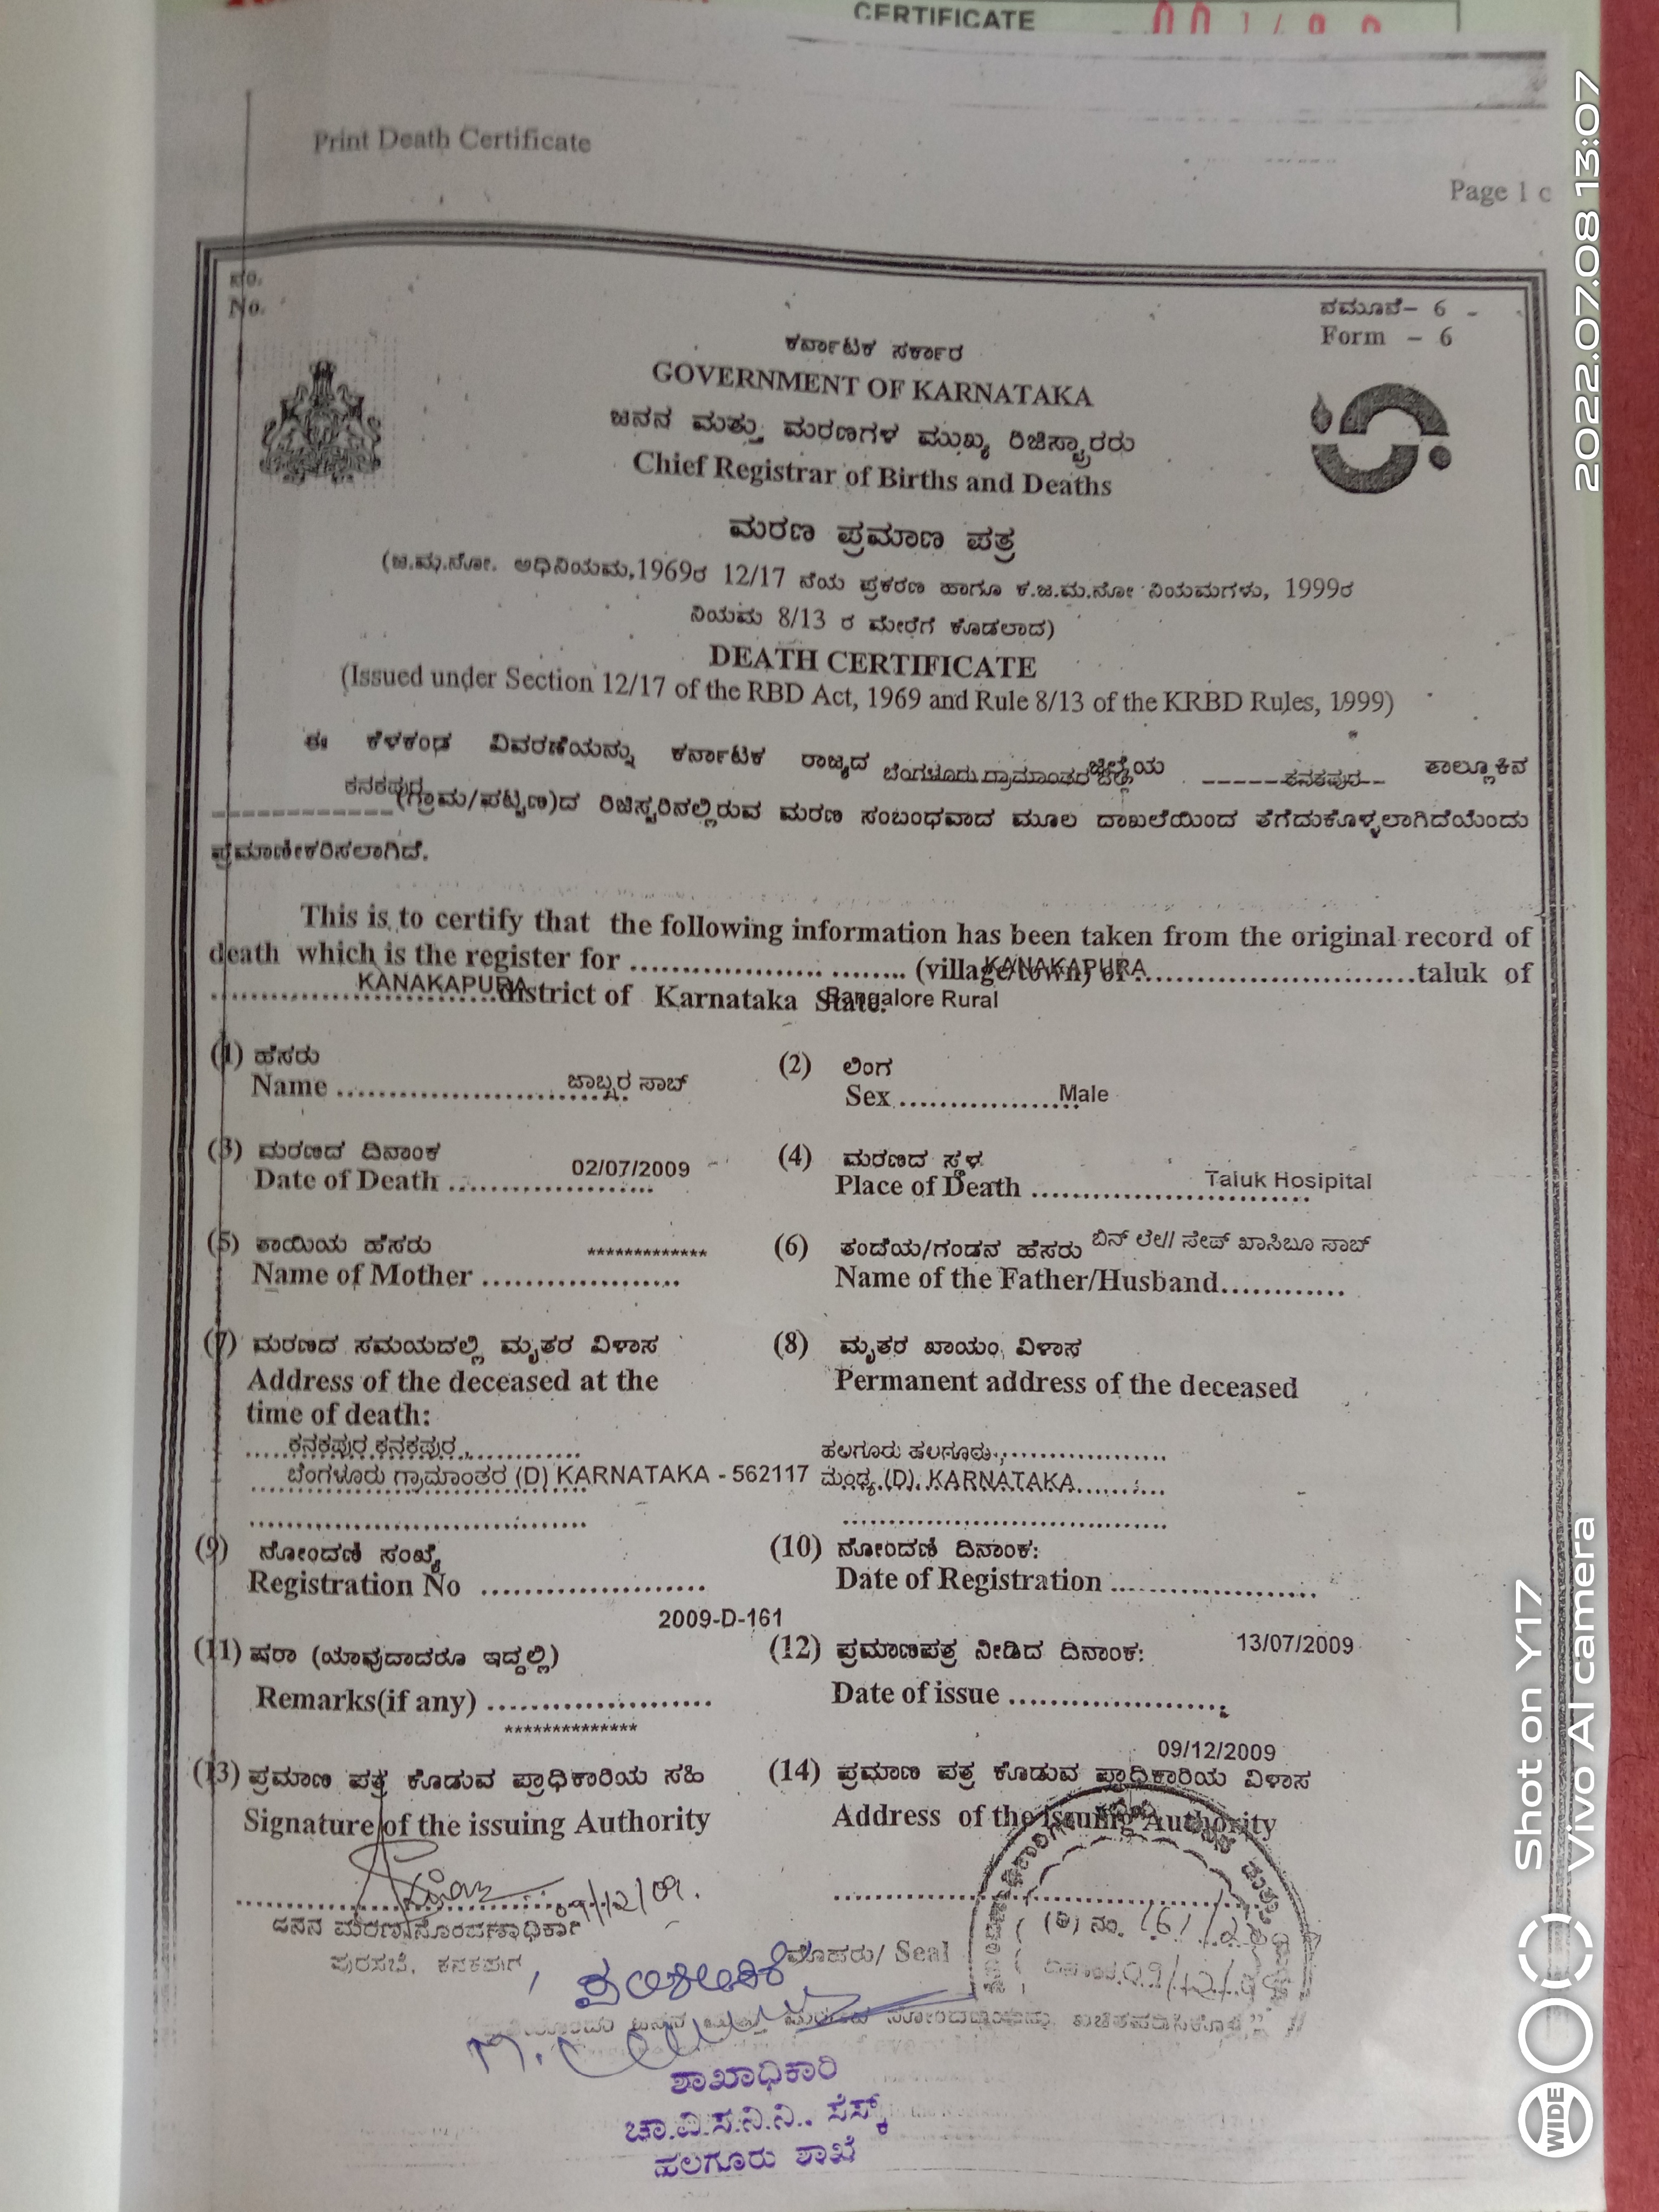 CERTIFICATE
Print Death Certificate
Page 1 c
ನಂ.
No.
ನಮೂನೆ- 6
Form - 6
ಕರ್ನಾಟಕ ಸರ್ಕಾರ
GOVERNMENT OF KARNATAKA
ಜನನ ಮತ್ತು ಮರಣಗಳ ಮುಖ್ಯ ರಿಜಿಸ್ಟ್ರಾರರು
Chief Registrar of Births and Deaths
ಮರಣ ಪ್ರಮಾಣ ಪತ್ರ
(ಜ.ಮ.ನೋ. ಅಧಿನಿಯಮ,1969ರ 12/17 ನೆಯ ಪ್ರಕರಣ ಹಾಗೂ ಕ.ಜ.ಮ.ನೋ ನಿಯಮಗಳು, 1999ರ
ನಿಯಮ 8/13 ರ ಮೇರೆಗೆ ಕೊಡಲಾದ)
DEATH CERTIFICATE
(Issued under Section 12/17 of the RBD Act, 1969 and Rule 8/13 of the KRBD Rules, 1999)
ಈ ಕೆಳಕಂಡ ವಿವರಣೆಯನ್ನು ಕರ್ನಾಟಕ ರಾಜ್ಯದ ಬೆಂಗಳೂರು ಗ್ರಾಮಾಂತರ ಜಿಲ್ಲೆಯ ------ಕನಕಪುರ-- ತಾಲ್ಲೂಕಿನ
ಕನಕಪುರ (ಗ್ರಾಮ/ಪಟ್ಟಣ)ದ ರಿಜಿಸ್ಟರಿನಲ್ಲಿರುವ ಮರಣ ಸಂಬಂಧವಾದ ಮೂಲ ದಾಖಲೆಯಿಂದ ತೆಗೆದುಕೊಳ್ಳಲಾಗಿದೆಯೆಂದು
ಪ್ರಮಾಣೀಕರಿಸಲಾಗಿದೆ.
This is to certify that the following information has been taken from the original record of
death which is the register for ........................... (village/town) of KANAKAPURA ............................taluk of
KANAKAPURA ............................district of Karnataka State. Bangalore Rural
(1) ಹೆಸರು
Name ............................. ಜಾಬ್ಬರ ಸಾಬ್
(2) ಲಿಂಗ
Sex .................. Male
(3) ಮರಣದ ದಿನಾಂಕ
Date of Death .................... 02/07/2009
(4) ಮರಣದ ಸ್ಥಳ
Place of Death ........................... Taluk Hosipital
(5) ತಾಯಿಯ ಹೆಸರು *************
Name of Mother ...................
(6) ತಂದೆಯ/ಗಂಡನ ಹೆಸರು ಬಿನ್ ಲೇ// ಸೇಪ್ ಖಾಸಿಬೂ ಸಾಬ್
Name of the Father/Husband............
(7) ಮರಣದ ಸಮಯದಲ್ಲಿ ಮೃತರ ವಿಳಾಸ
Address of the deceased at the
time of death:
ಕನಕಪುರ ಕನಕಪುರ ,
ಬೆಂಗಳೂರು ಗ್ರಾಮಾಂತರ (D) KARNATAKA - 562117
(8) ಮೃತರ ಖಾಯಂ ವಿಳಾಸ
Permanent address of the deceased
ಹಲಗೂರು ಹಲಗೂರು,
ಮಂಡ್ಯ (D) KARNATAKA
(9) ನೋಂದಣಿ ಸಂಖ್ಯೆ
Registration No ......................
2009-D-161
(10) ನೋಂದಣಿ ದಿನಾಂಕ:
Date of Registration ....................
13/07/2009
(11) ಷರಾ (ಯಾವುದಾದರೂ ಇದ್ದಲ್ಲಿ)
Remarks(if any) ......................
**************
(12) ಪ್ರಮಾಣಪತ್ರ ನೀಡಿದ ದಿನಾಂಕ:
Date of issue .....................
09/12/2009
(13) ಪ್ರಮಾಣ ಪತ್ರ ಕೊಡುವ ಪ್ರಾಧಿಕಾರಿಯ ಸಹಿ
Signature of the issuing Authority
09/12/09.
ಜನನ ಮರಣ ನೊಂದಣಾಧಿಕಾರಿ
ಪುರಸಭೆ, ಕನಕಪುರ
(14) ಪ್ರಮಾಣ ಪತ್ರ ಕೊಡುವ ಪ್ರಾಧಿಕಾರಿಯ ವಿಳಾಸ
Address of the issuing Authority
ಮೊಹರು/ Seal
ಶಾಖಾಧಿಕಾರಿ
ಚಾ.ವಿ.ಸ.ನಿ.ನಿ., ಸೆಸ್ಕ್
ಹಲಗೂರು ಶಾಖೆ
2022.07.08 13:07
Shot on Y17
Vivo AI camera
WIDE